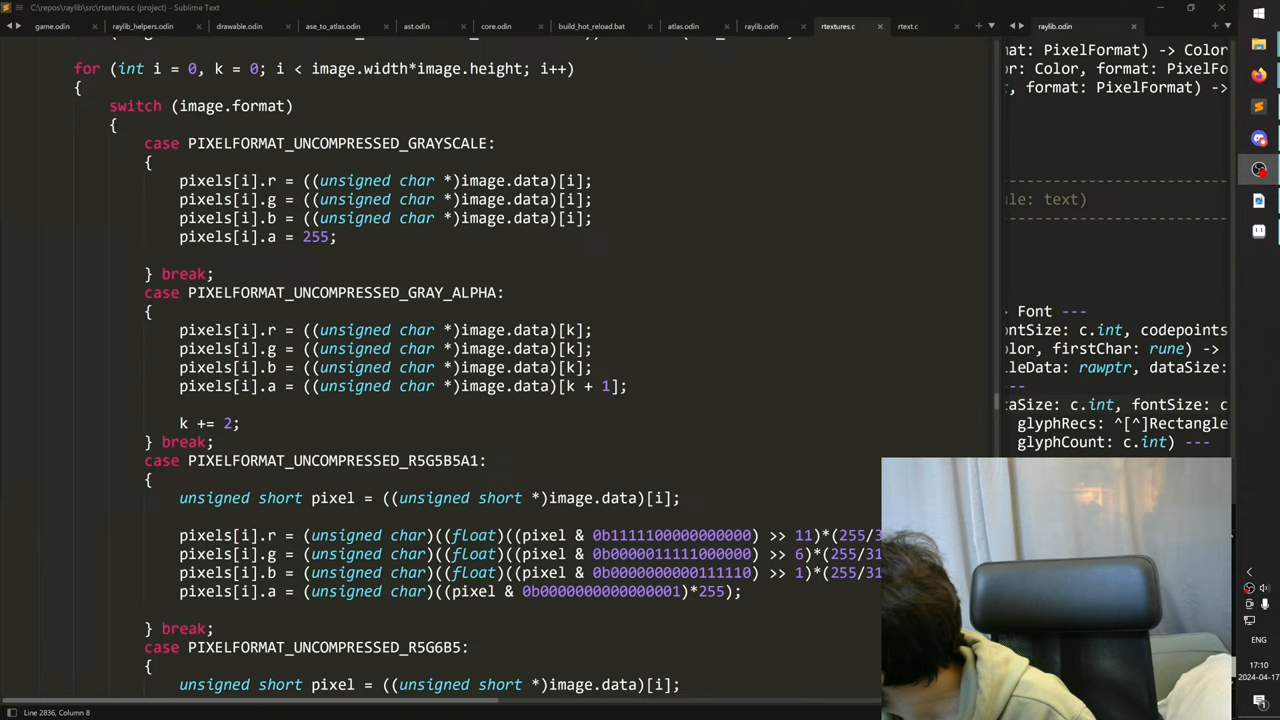 C:\repos\raylib\src\rtextures.c (project) - Sublime Text
game.odin
raylib_helpers.odin
drawable.odin
ase_to_atlas.odin
ast.odin
core.odin
build_hot_reload.bat
atlas.odin
raylib.odin
rtextures.c
rtext.c
raylib.odin
for (int i = 0, k = 0; i < image.width*image.height; i++)
{
switch (image.format)
{
case PIXELFORMAT_UNCOMPRESSED_GRAYSCALE:
{
pixels[i].r = ((unsigned char *)image.data)[i];
pixels[i].g = ((unsigned char *)image.data)[i];
pixels[i].b = ((unsigned char *)image.data)[i];
pixels[i].a = 255;
} break;
case PIXELFORMAT_UNCOMPRESSED_GRAY_ALPHA:
{
pixels[i].r = ((unsigned char *)image.data)[k];
pixels[i].g = ((unsigned char *)image.data)[k];
pixels[i].b = ((unsigned char *)image.data)[k];
pixels[i].a = ((unsigned char *)image.data)[k + 1];
k += 2;
} break;
case PIXELFORMAT_UNCOMPRESSED_R5G5B5A1:
{
unsigned short pixel = ((unsigned short *)image.data)[i];
pixels[i].r = (unsigned char)((float)((pixel & 0b1111100000000000) >> 11)*(255/3
pixels[i].g = (unsigned char)((float)((pixel & 0b0000011111000000) >> 6)*(255/31
pixels[i].b = (unsigned char)((float)((pixel & 0b0000000000111110) >> 1)*(255/31
pixels[i].a = (unsigned char)((pixel & 0b0000000000000001)*255);
} break;
case PIXELFORMAT_UNCOMPRESSED_R5G6B5:
{
unsigned short pixel = ((unsigned short *)image.data)[i];
mat: PixelFormat) -> Color
or: Color, format: PixelFo
, format: PixelFormat) ->
ule: text)
Font ---
ontSize: c.int, codepoints
olor, firstChar: rune) ->
leData: rawptr, dataSize:
---
taSize: c.int, fontSize: c
glyphRecs: ^[^]Rectangle
glyphCount: c.int) ---
Line 2836, Column 8
ENG
17:10
2024-04-17